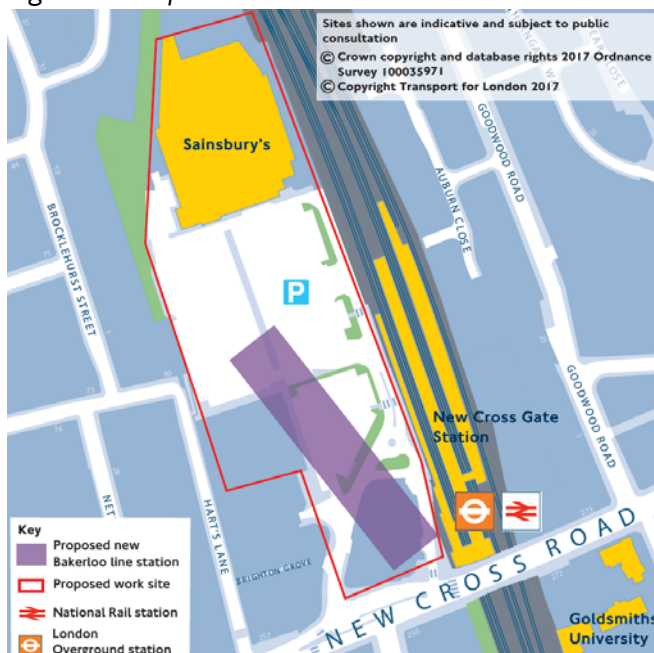 Sites shown are indicative and subject to public
consultation
© Crown copyright and database rights 2017 Ordnance
Survey 100035971
© Copyright Transport for London 2017
Sainsbury's
GOODWOOD ROAD
AUBURN CLOSE
BROCKLEHURST STREET
P
GOODWOOD ROAD
New Cross Gate
Station
HART'S LANE
BRIGHTON GROVE
NEW CROSS ROAD
Goldsmiths
University
Key
Proposed new
Bakerloo line station
Proposed work site
National Rail station
London
Overground station